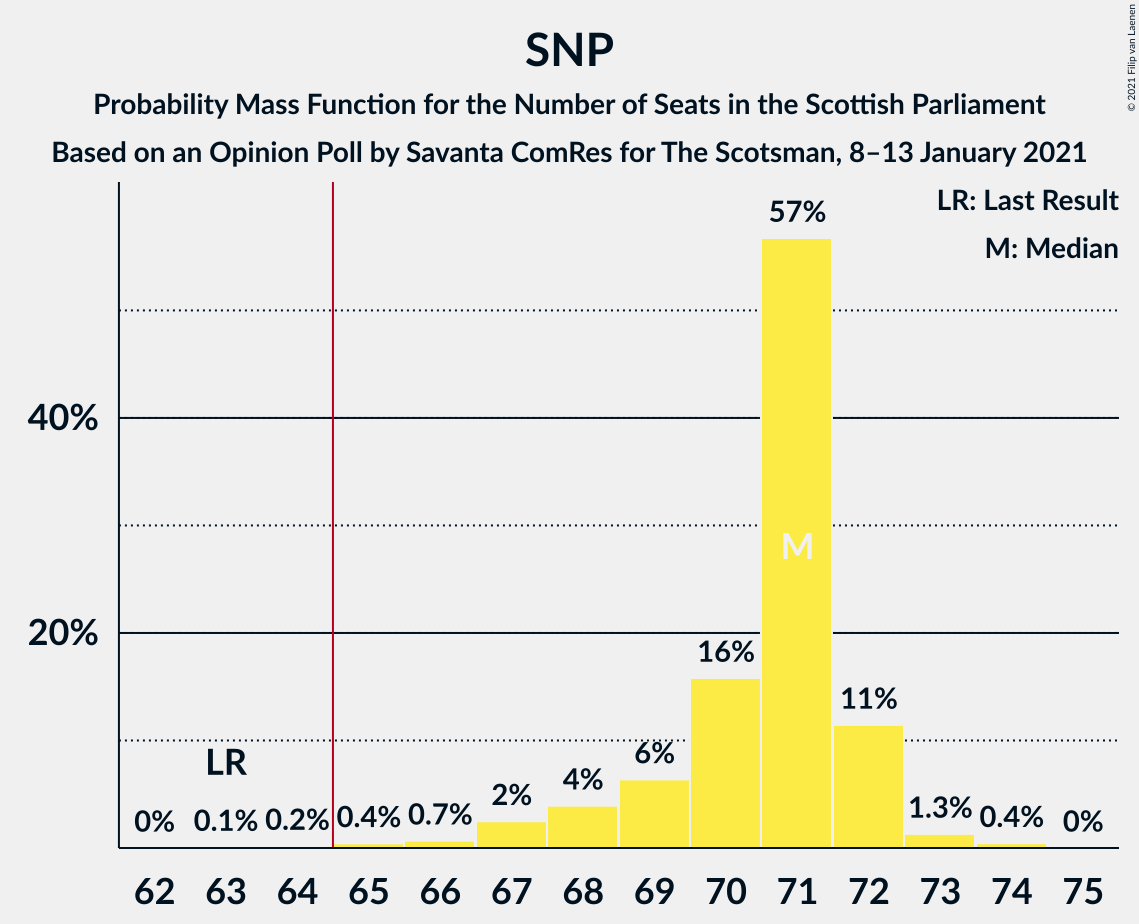 SNP
Probability Mass Function for the Number of Seats in the Scottish Parliament
Based on an Opinion Poll by Savanta ComRes for The Scotsman, 8–13 January 2021
© 2021 Filip van Laenen
LR: Last Result
M: Median
57%
40%
M
20%
16%
11%
6%
LR
4%
2%
1.3%
0% 0.1% 0.2% 0.4% 0.7% 0.4% 0%
62 63 64 65 66 67 68 69 70 71 72 73 74 75